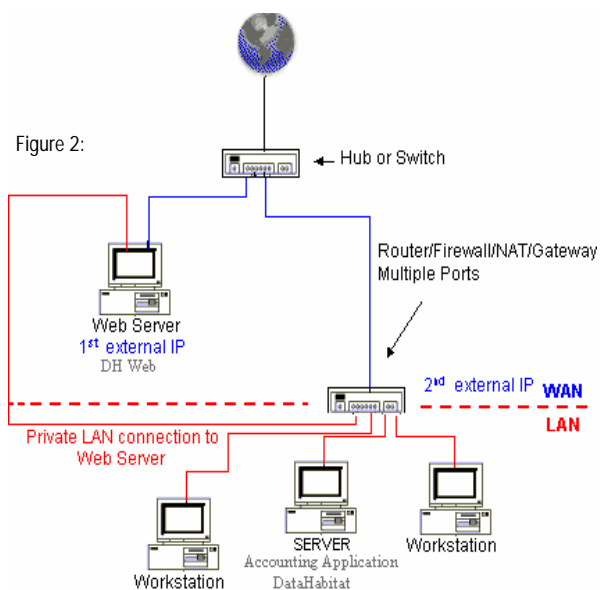 Figure 2:
Hub or Switch
Router/Firewall/NAT/Gateway
Multiple Ports
Web Server
1st external IP
DH Web
2nd external IP
WAN
LAN
Private LAN connection to
Web Server
Workstation
SERVER
Accounting Application
DataHabitat
Workstation